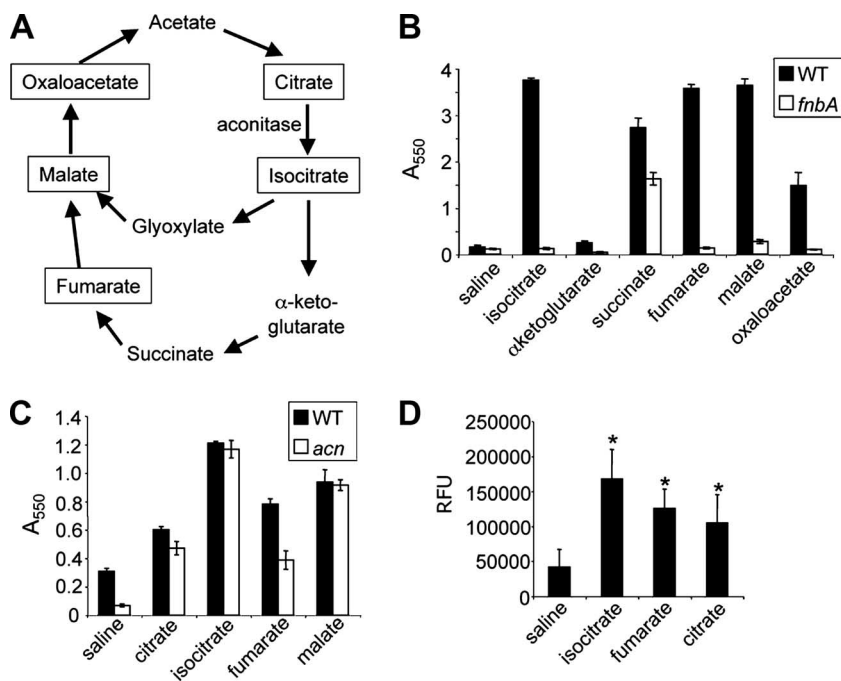 A
Acetate
Oxaloacetate
Citrate
aconitase
Malate
Isocitrate
Glyoxylate
Fumarate
α-keto-
glutarate
Succinate
B
WT
fnbA
A550
4
3
2
1
0
saline
isocitrate
αketoglutarate
succinate
fumarate
malate
oxaloacetate
C
WT
acn
A550
1.4
1.2
1.0
0.8
0.6
0.4
0.2
0
saline
citrate
isocitrate
fumarate
malate
D
RFU
250000
200000
150000
100000
50000
0
* * *
saline
isocitrate
fumarate
citrate